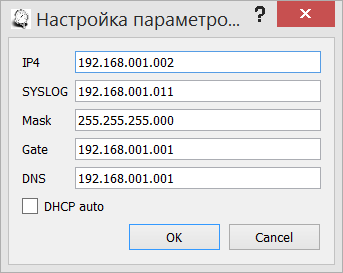 Настройка параметро... ?
IP4 192.168.001.002
SYSLOG 192.168.001.011
Mask 255.255.255.000
Gate 192.168.001.001
DNS 192.168.001.001
DHCP auto
OK Cancel